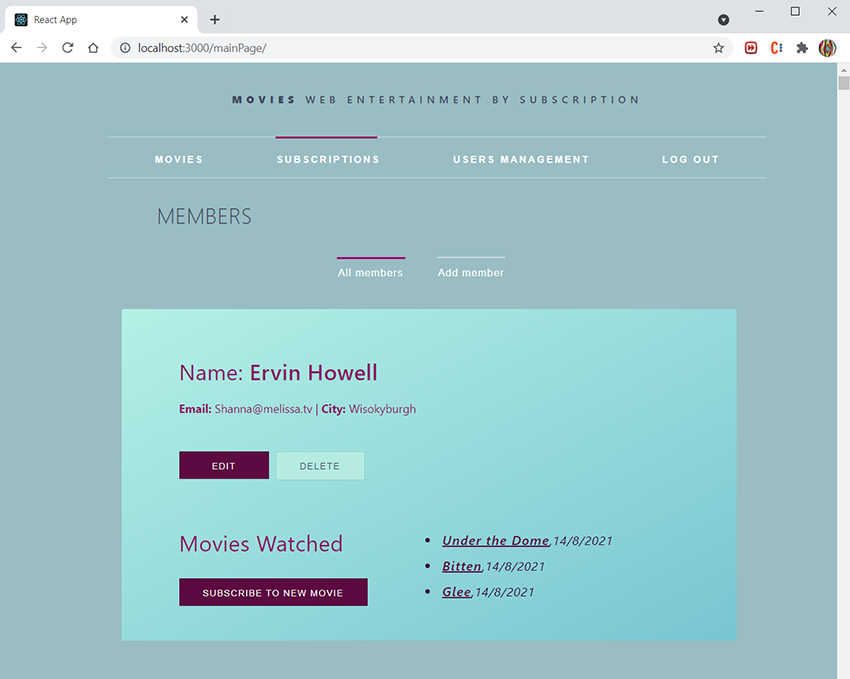 React App
localhost:3000/mainPage/
MOVIES WEB ENTERTAINMENT BY SUBSCRIPTION
MOVIES SUBSCRIPTIONS USERS MANAGEMENT LOG OUT
MEMBERS
All members Add member
Name: Ervin Howell
Email: Shanna@melissa.tv | City: Wisokyburgh
EDIT DELETE
Movies Watched
SUBSCRIBE TO NEW MOVIE
• Under the Dome,14/8/2021
• Bitten,14/8/2021
• Glee,14/8/2021